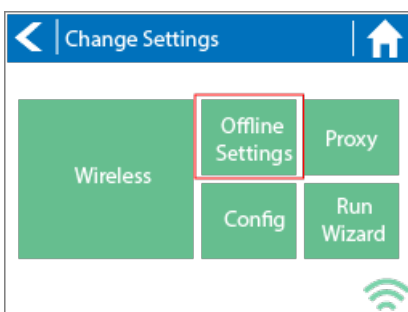 Change Settings
Wireless
Offline
Settings
Proxy
Config
Run
Wizard